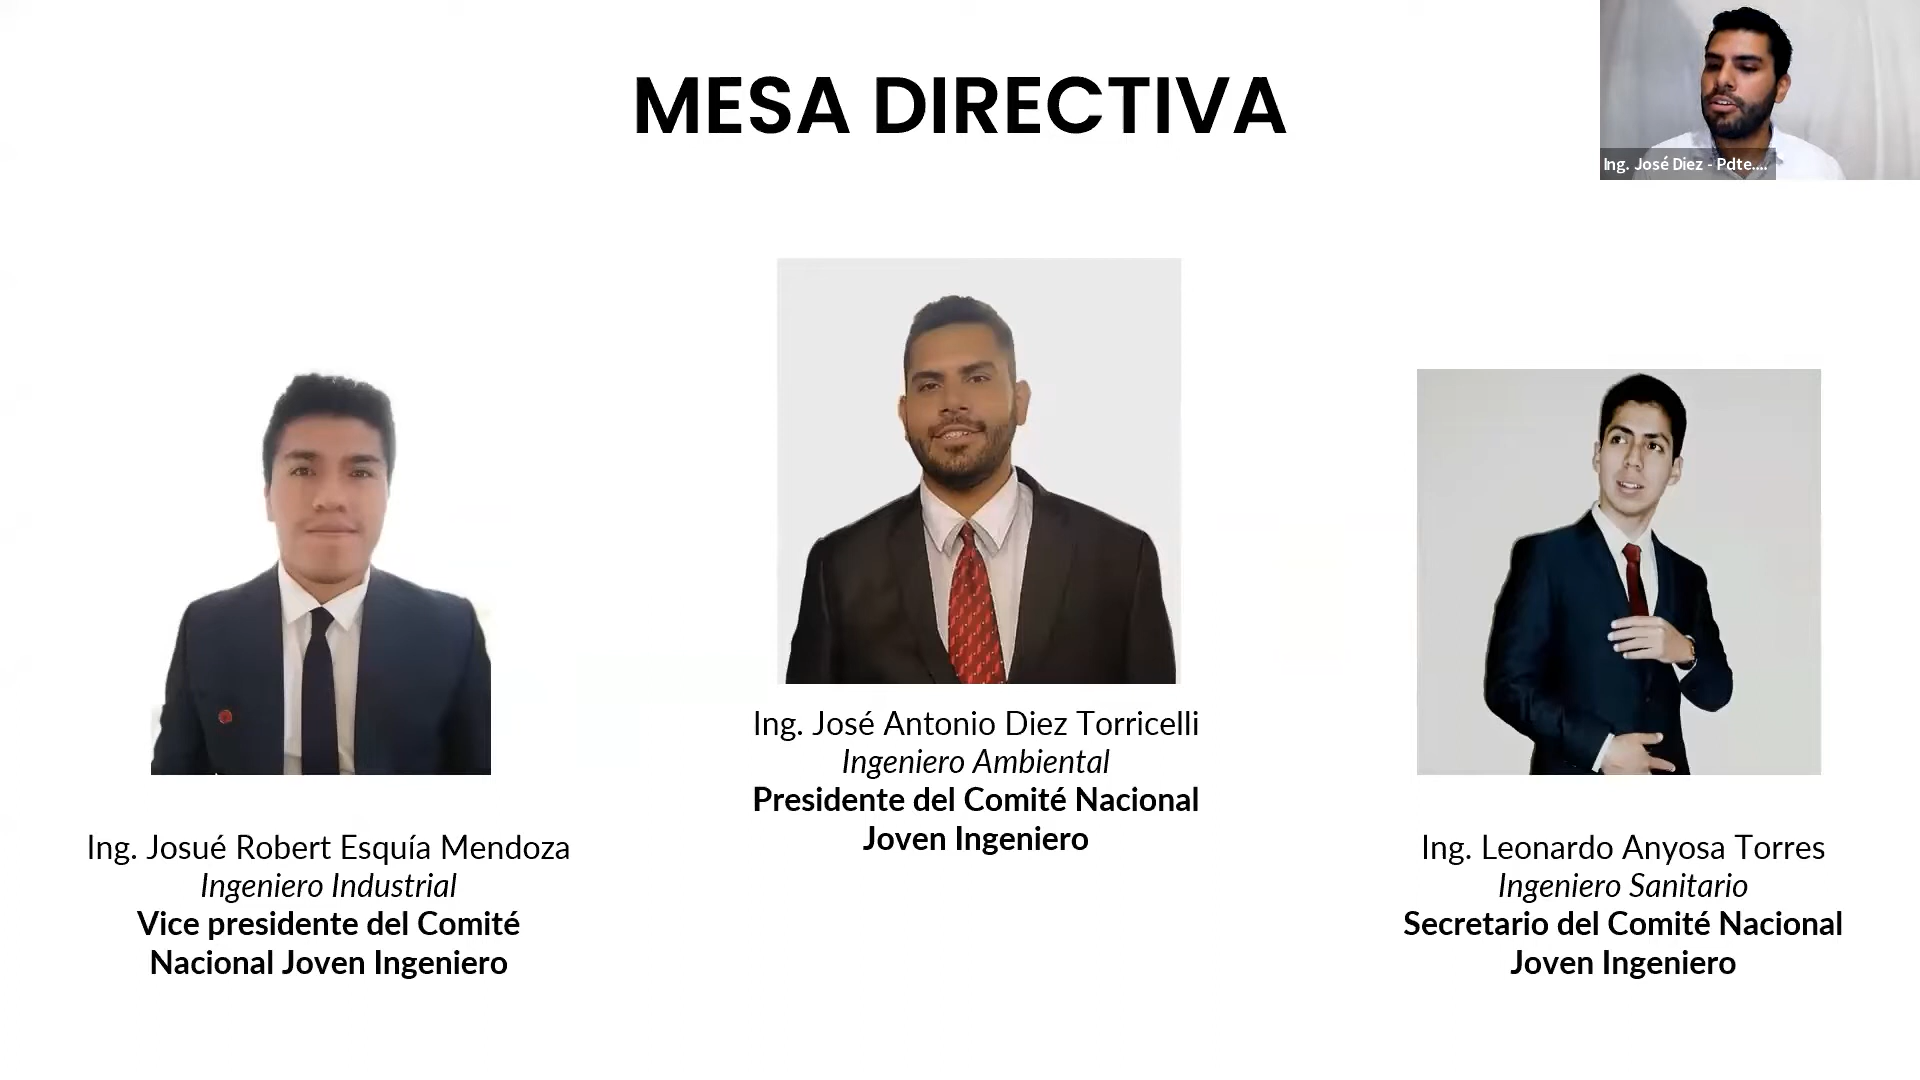 MESA DIRECTIVA
Ing. José Diez - Pdte....
Ing. José Antonio Diez Torricelli
Ingeniero Ambiental
Presidente del Comité Nacional
Joven Ingeniero
Ing. Josué Robert Esquía Mendoza
Ingeniero Industrial
Vice presidente del Comité
Nacional Joven Ingeniero
Ing. Leonardo Anyosa Torres
Ingeniero Sanitario
Secretario del Comité Nacional
Joven Ingeniero